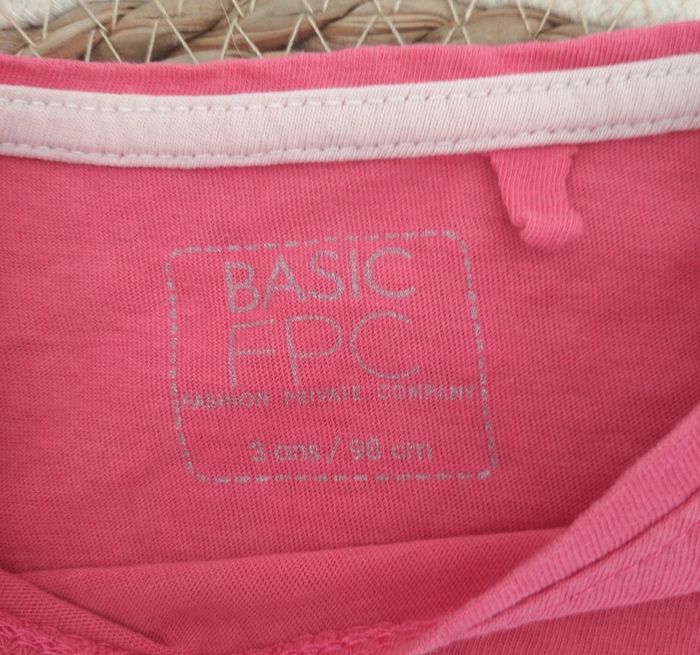 BASIC
FPC
FASHION PRIVATE COMPANY
3 ans / 98 cm